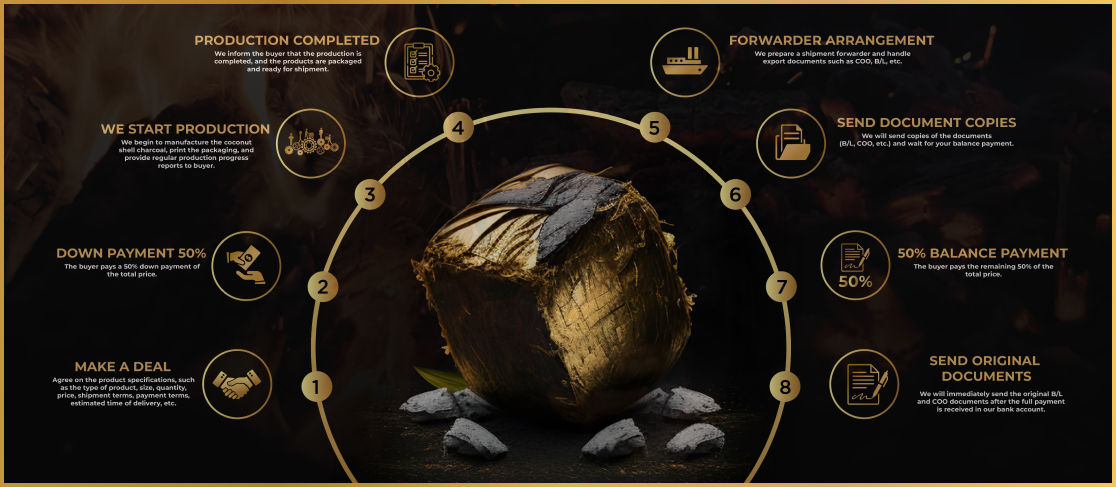 PRODUCTION COMPLETED
We inform the buyer that the production is
completed, and the products are packaged
and ready for shipment.
FORWARDER ARRANGEMENT
We prepare a shipment forwarder and handle
export documents such as COO, B/L, etc.
WE START PRODUCTION
We begin to manufacture the coconut
shell charcoal, print the packaging, and
provide regular production progress
reports to buyer.
4
5
SEND DOCUMENT COPIES
We will send copies of the documents
(B/L, COO, etc.) and wait for your balance payment.
3
6
DOWN PAYMENT 50%
The buyer pays a 50% down payment of
the total price.
2
7
50%
50% BALANCE PAYMENT
The buyer pays the remaining 50% of the
total price.
MAKE A DEAL
Agree on the product specifications, such
as the type of product, size, quantity,
price, shipment terms, payment terms,
estimated time of delivery, etc.
1
8
SEND ORIGINAL
DOCUMENTS
We will immediately send the original B/L
and COO documents after the full payment
is received in our bank account.